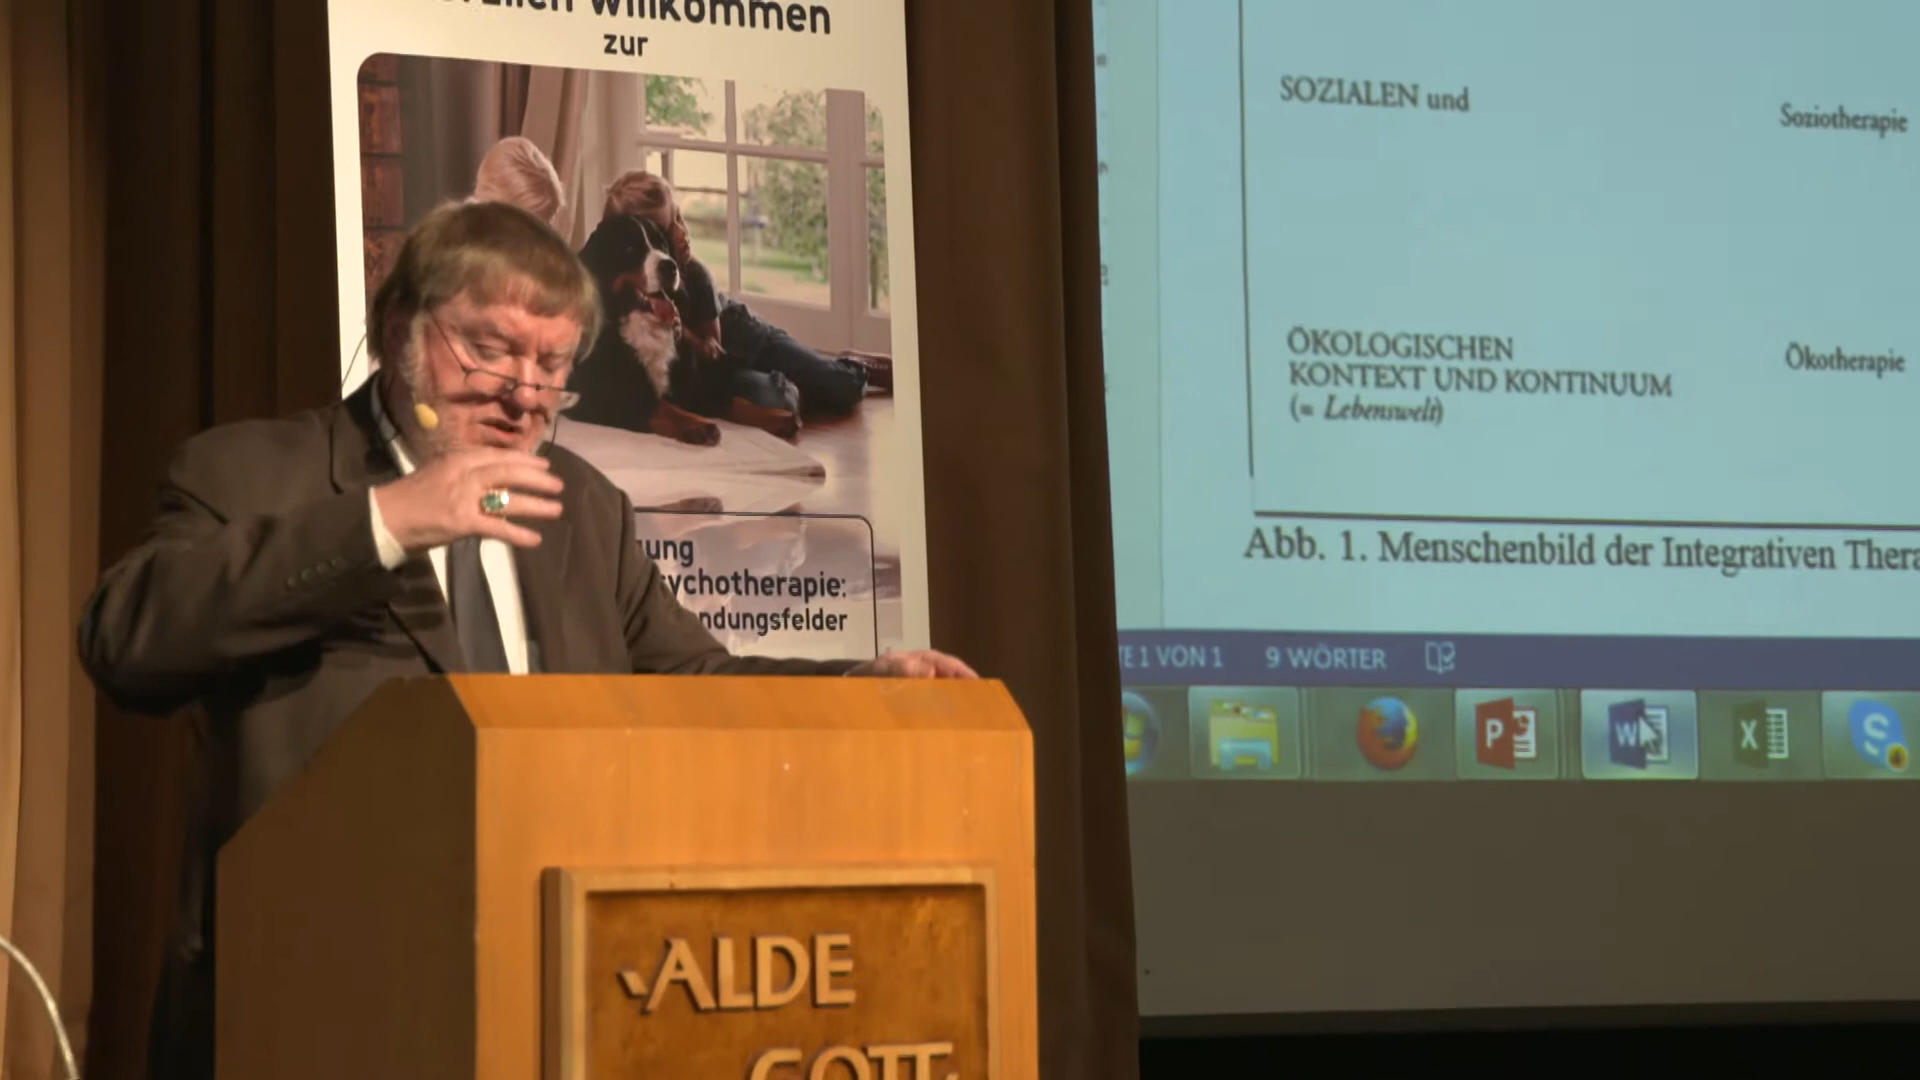 willkommen
zur
ung
sychotherapie:
ndungsfelder
SOZIALEN und
Soziotherapie
ÖKOLOGISCHEN
KONTEXT UND KONTINUUM
(= Lebenswelt)
Ökotherapie
Abb. 1. Menschenbild der Integrativen Thera
E 1 VON 1 9 WÖRTER
P
W
X
S
ALDE
GOTT